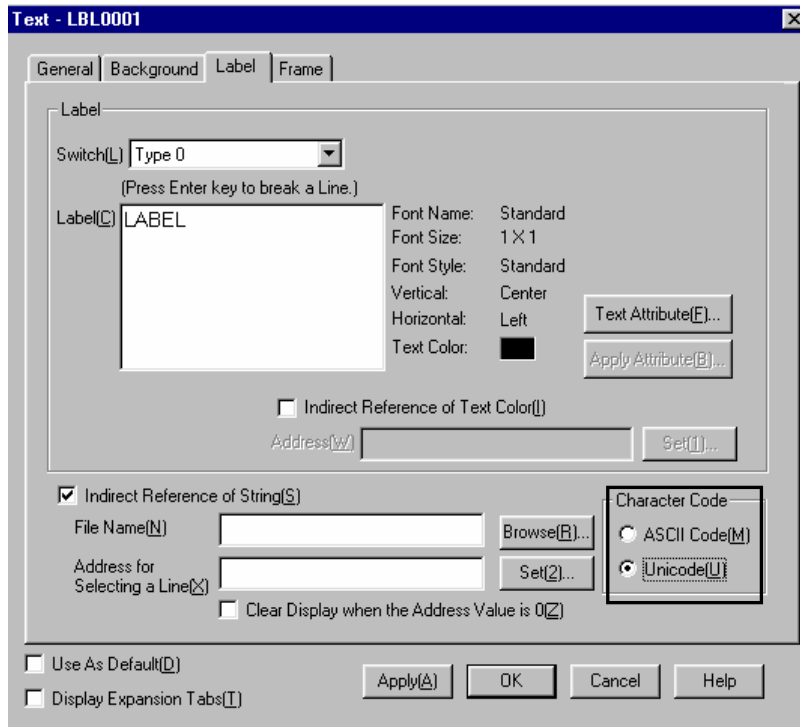 Text - LBL0001
General Background Label Frame
Label
Switch(L) Type 0
(Press Enter key to break a Line.)
Label(C) LABEL
Font Name: Standard
Font Size: 1 X 1
Font Style: Standard
Vertical: Center
Horizontal: Left
Text Color:
Text Attribute(F)...
Apply Attribute(B)...
Indirect Reference of Text Color(I)
Address(W) Set(1)...
Indirect Reference of String(S)
File Name(N) Browse(R)...
Address for
Selecting a Line(X) Set(2)...
Clear Display when the Address Value is 0(Z)
Character Code
ASCII Code(M)
Unicode(U)
Use As Default(D)
Display Expansion Tabs(T)
Apply(A) OK Cancel Help